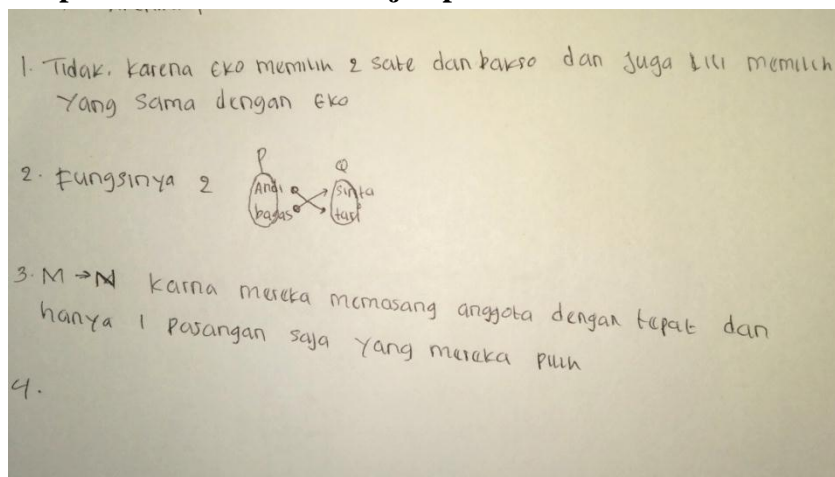 1. Tidak. Karena Eko memilih 2 sate dan bakso dan juga Lili memilih
Yang Sama dengan Eko
P Q
2. Fungsinya 2 Andi Sinta
bagas tari
3. M → N karna mereka memasang anggota dengan tepat dan
hanya 1 pasangan saja yang mereka pilih
4.